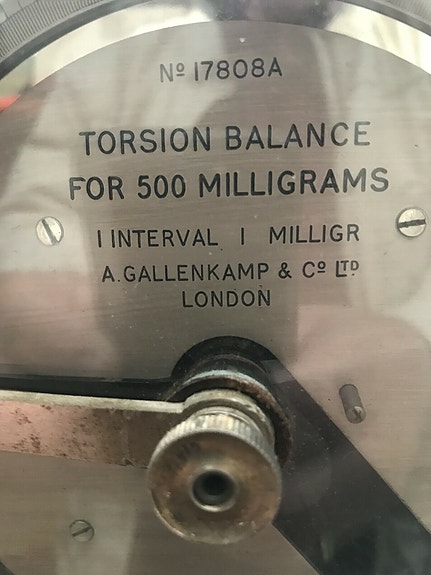 Nº 17808A
TORSION BALANCE
FOR 500 MILLIGRAMS
1 INTERVAL 1 MILLIGR
A. GALLENKAMP & Cº LTD
LONDON